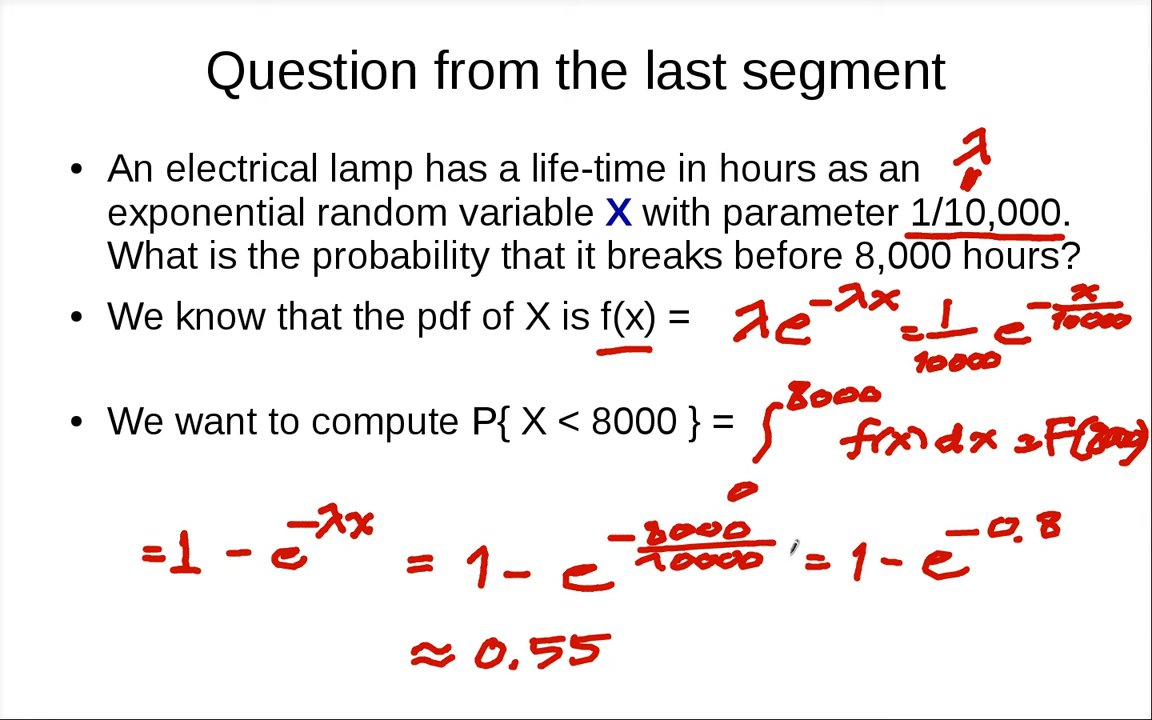 Question from the last segment
λ
• An electrical lamp has a life-time in hours as an
exponential random variable X with parameter 1/10,000.
What is the probability that it breaks before 8,000 hours?
• We know that the pdf of X is f(x) = λe^{-λx} = \frac{1}{10000} e^{-\frac{x}{10000}}
• We want to compute P{ X < 8000 } = ∫_0^{8000} f(x) dx = F(8000)
= 1 - e^{-λx} = 1 - e^{-\frac{8000}{10000}} = 1 - e^{-0.8}
≈ 0.55